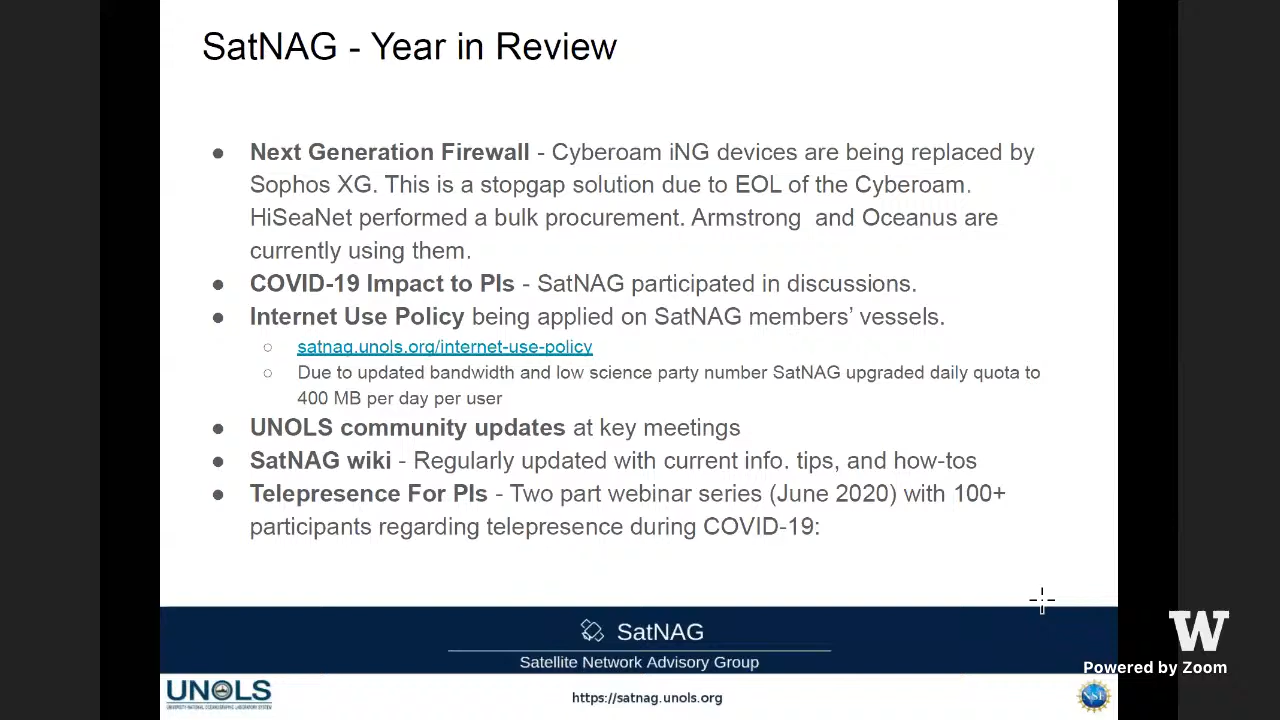 SatNAG - Year in Review
● Next Generation Firewall - Cyberoam iNG devices are being replaced by
Sophos XG. This is a stopgap solution due to EOL of the Cyberoam.
HiSeaNet performed a bulk procurement. Armstrong and Oceanus are
currently using them.
● COVID-19 Impact to PIs - SatNAG participated in discussions.
● Internet Use Policy being applied on SatNAG members’ vessels.
○ satnag.unols.org/internet-use-policy
○ Due to updated bandwidth and low science party number SatNAG upgraded daily quota to
400 MB per day per user
● UNOLS community updates at key meetings
● SatNAG wiki - Regularly updated with current info. tips, and how-tos
● Telepresence For PIs - Two part webinar series (June 2020) with 100+
participants regarding telepresence during COVID-19:
SatNAG
Satellite Network Advisory Group
W
Powered by Zoom
UNOLS
UNIVERSITY-NATIONAL OCEANOGRAPHIC LABORATORY SYSTEM
https://satnag.unols.org